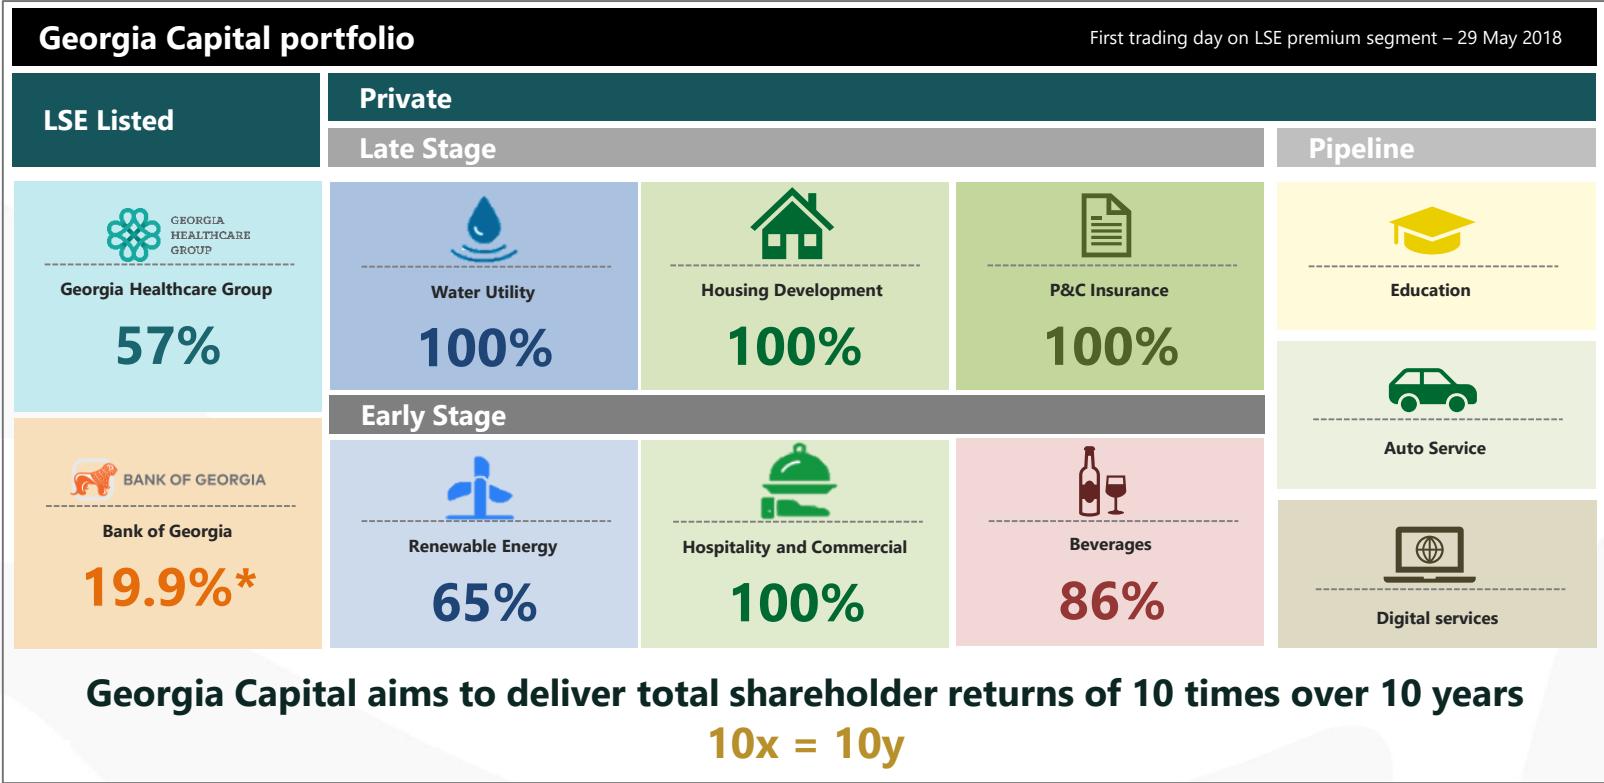 Georgia Capital portfolio
First trading day on LSE premium segment – 29 May 2018
LSE Listed
Private
Late Stage
Pipeline
GEORGIA
HEALTHCARE
GROUP
Georgia Healthcare Group
57%
BANK OF GEORGIA
Bank of Georgia
19.9%*
Water Utility
100%
Housing Development
100%
P&C Insurance
100%
Early Stage
Renewable Energy
65%
Hospitality and Commercial
100%
Beverages
86%
Education
Auto Service
Digital services
Georgia Capital aims to deliver total shareholder returns of 10 times over 10 years
10x = 10y